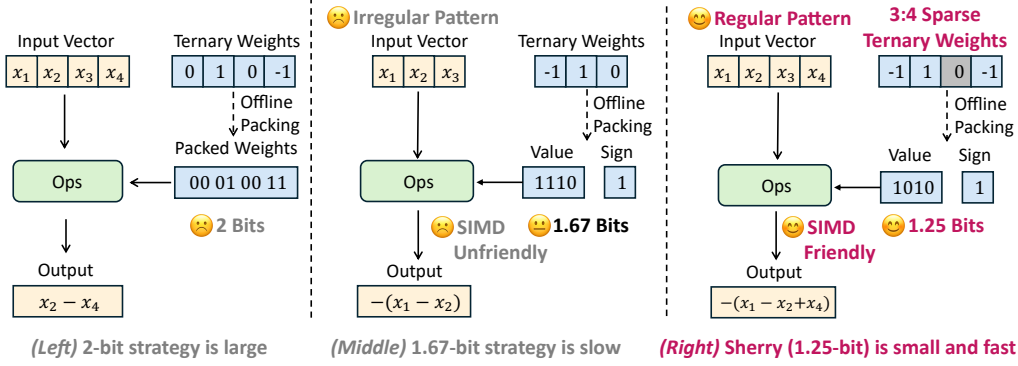 Input Vector
x₁ x₂ x₃ x₄
Ternary Weights
0 1 0 -1
Offline
Packing
Packed Weights
00 01 00 11
Ops
2 Bits
Output
x₂ − x₄
(Left) 2-bit strategy is large
Irregular Pattern
Input Vector
x₁ x₂ x₃
Ternary Weights
-1 1 0
Offline
Packing
Value Sign
1110 1
Ops
SIMD
Unfriendly
1.67 Bits
Output
−(x₁ − x₂)
(Middle) 1.67-bit strategy is slow
Regular Pattern
Input Vector
x₁ x₂ x₃ x₄
3:4 Sparse
Ternary Weights
-1 1 0 -1
Offline
Packing
Value Sign
1010 1
Ops
SIMD
Friendly
1.25 Bits
Output
−(x₁ − x₂+x₄)
(Right) Sherry (1.25-bit) is small and fast